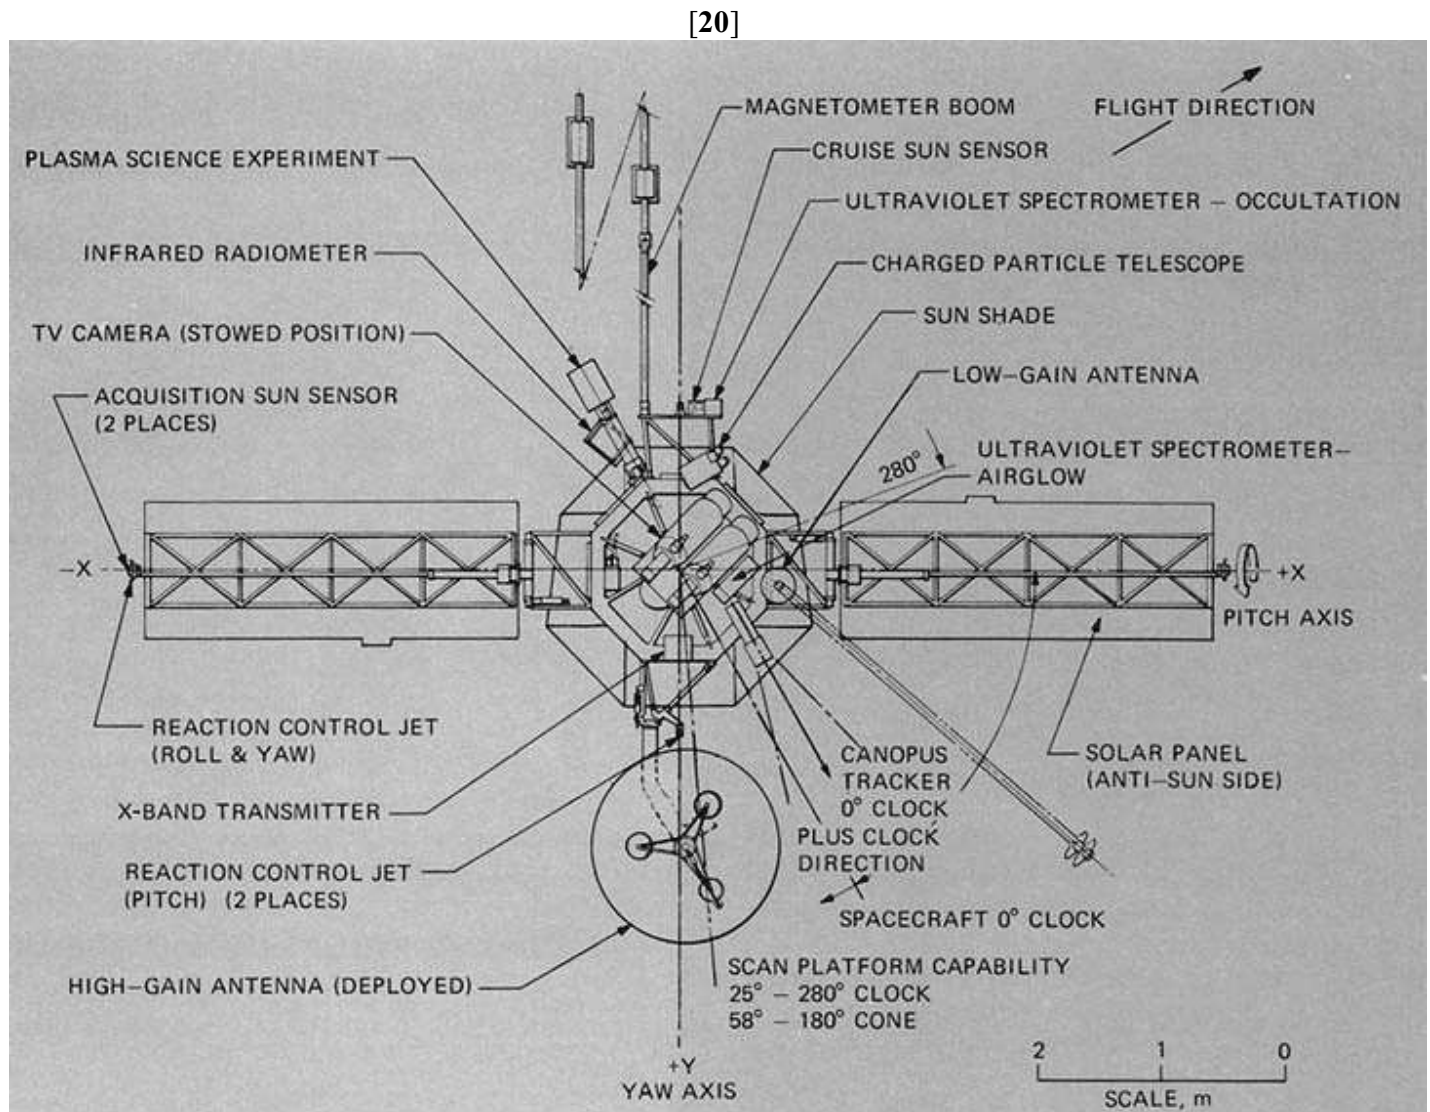 [20]
MAGNETOMETER BOOM
FLIGHT DIRECTION
PLASMA SCIENCE EXPERIMENT
CRUISE SUN SENSOR
ULTRAVIOLET SPECTROMETER – OCCULTATION
INFRARED RADIOMETER
CHARGED PARTICLE TELESCOPE
TV CAMERA (STOWED POSITION)
SUN SHADE
LOW–GAIN ANTENNA
ACQUISITION SUN SENSOR
(2 PLACES)
ULTRAVIOLET SPECTROMETER–
AIRGLOW
280°
–X
+X
PITCH AXIS
REACTION CONTROL JET
(ROLL & YAW)
CANOPUS
TRACKER
0° CLOCK
SOLAR PANEL
(ANTI–SUN SIDE)
X-BAND TRANSMITTER
PLUS CLOCK
DIRECTION
REACTION CONTROL JET
(PITCH) (2 PLACES)
SPACECRAFT 0° CLOCK
HIGH–GAIN ANTENNA (DEPLOYED)
SCAN PLATFORM CAPABILITY
25° – 280° CLOCK
58° – 180° CONE
+Y
YAW AXIS
2 1 0
SCALE, m